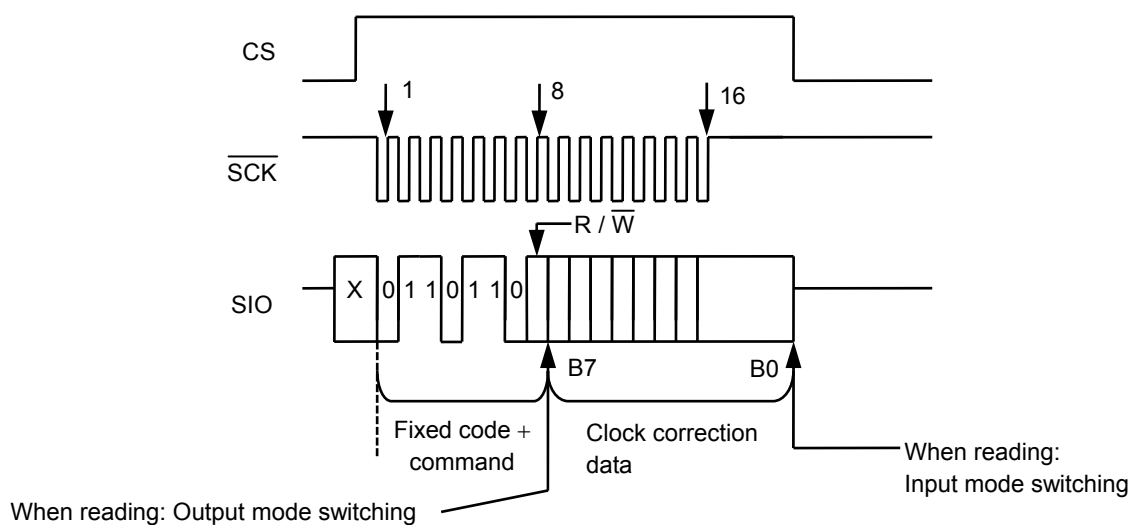 CS
1
8
16
SCK
R / W
SIO
X 0 1 1 0 1 1 0
B7
B0
Fixed code +
command
Clock correction
data
When reading:
Input mode switching
When reading: Output mode switching